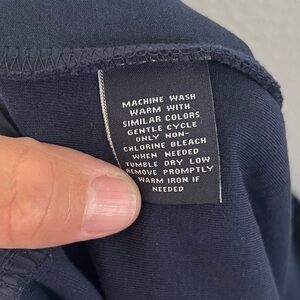 MACHINE WASH
WARM WITH
SIMILAR COLORS
GENTLE CYCLE
ONLY NON-
CHLORINE BLEACH
WHEN NEEDED
TUMBLE DRY LOW
REMOVE PROMPTLY
WARM IRON IF
NEEDED